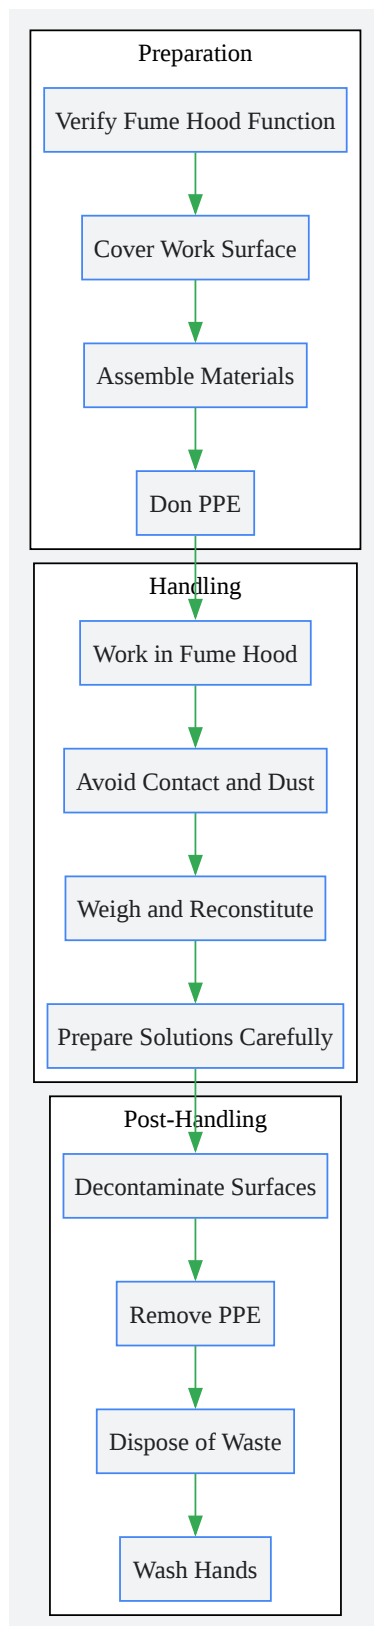 Preparation
Verify Fume Hood Function
Cover Work Surface
Assemble Materials
Don PPE
Handling
Work in Fume Hood
Avoid Contact and Dust
Weigh and Reconstitute
Prepare Solutions Carefully
Post-Handling
Decontaminate Surfaces
Remove PPE
Dispose of Waste
Wash Hands